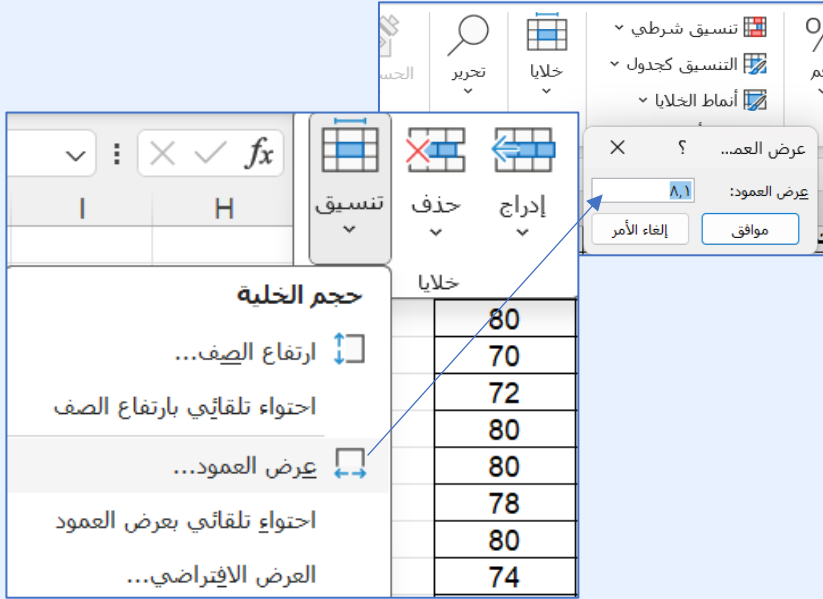 تنسيق شرطي
التنسيق كجدول
أنماط الخلايا
خلايا
تحرير
عرض العم... ؟
عرض العمود: ٨,١
موافق إلغاء الأمر
إدراج حذف تنسيق
خلايا
fx
I H
حجم الخلية
ارتفاع الصف...
احتواء تلقائي بارتفاع الصف
عرض العمود...
احتواء تلقائي بعرض العمود
العرض الافتراضي...
80
70
72
80
80
78
80
74